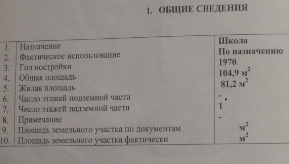 1. ОБЩИЕ СВЕДЕНИЯ
1. Назначение Школа
2. Фактическое использование По назначению
3. Год постройки 1970
4. Общая площадь 104,9 м²
5. Жилая площадь 81,2 м²
6. Число этажей подземной части -
7. Число этажей надземной части 1
8. Примечание -
9. Площадь земельного участка по документам м²
10. Площадь земельного участка фактически м²